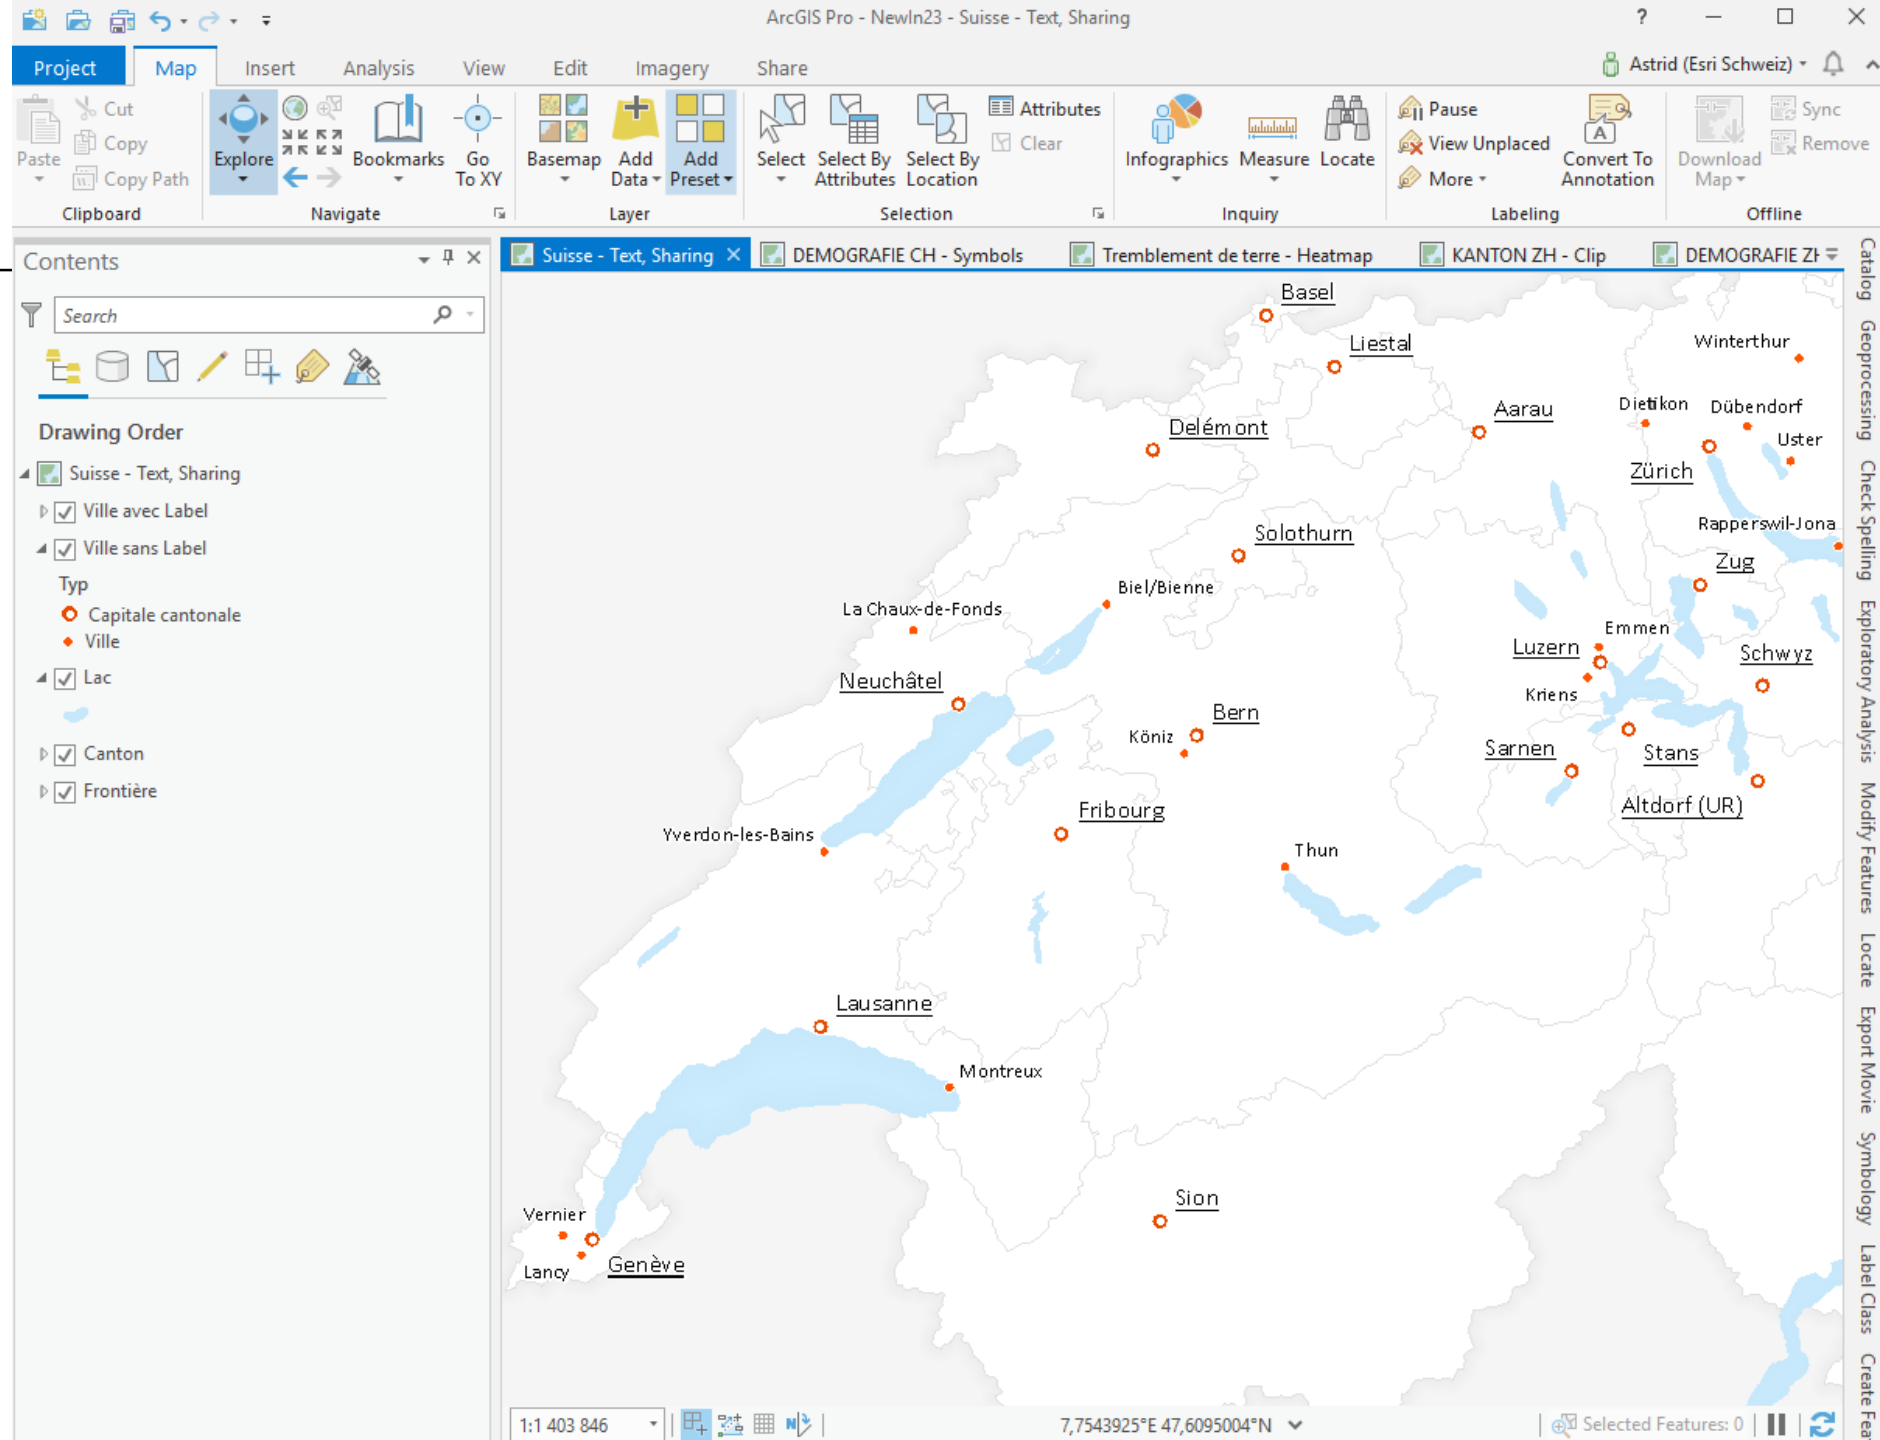 ArcGIS Pro - NewIn23 - Suisse - Text, Sharing
?
Project Map Insert Analysis View Edit Imagery Share
Astrid (Esri Schweiz)
Paste
Cut
Copy
Copy Path
Clipboard
Explore
Bookmarks
Go To XY
Navigate
Basemap
Add Data
Add Preset
Layer
Select
Select By Attributes
Select By Location
Attributes
Clear
Selection
Infographics
Measure
Locate
Inquiry
Pause
View Unplaced
More
Convert To Annotation
Labeling
Download Map
Sync
Remove
Offline
Contents
Search
Drawing Order
Suisse - Text, Sharing
Ville avec Label
Ville sans Label
Typ
Capitale cantonale
Ville
Lac
Canton
Frontière
Suisse - Text, Sharing
DEMOGRAFIE CH - Symbols
Tremblement de terre - Heatmap
KANTON ZH - Clip
DEMOGRAFIE ZH
Basel
Liestal
Winterthur
Aarau
Dietikon
Dübendorf
Delémont
Uster
Zürich
Rapperswil-Jona
Solothurn
Zug
Biel/Bienne
La Chaux-de-Fonds
Emmen
Luzern
Schwyz
Neuchâtel
Kriens
Bern
Köniz
Sarnen
Stans
Altdorf (UR)
Fribourg
Yverdon-les-Bains
Thun
Lausanne
Montreux
Sion
Vernier
Genève
Lancy
1:1 403 846
7,7543925°E 47,6095004°N
Selected Features: 0
Catalog
Geoprocessing
Check Spelling
Exploratory Analysis
Modify Features
Locate
Export Movie
Symbology
Label Class
Create Fea